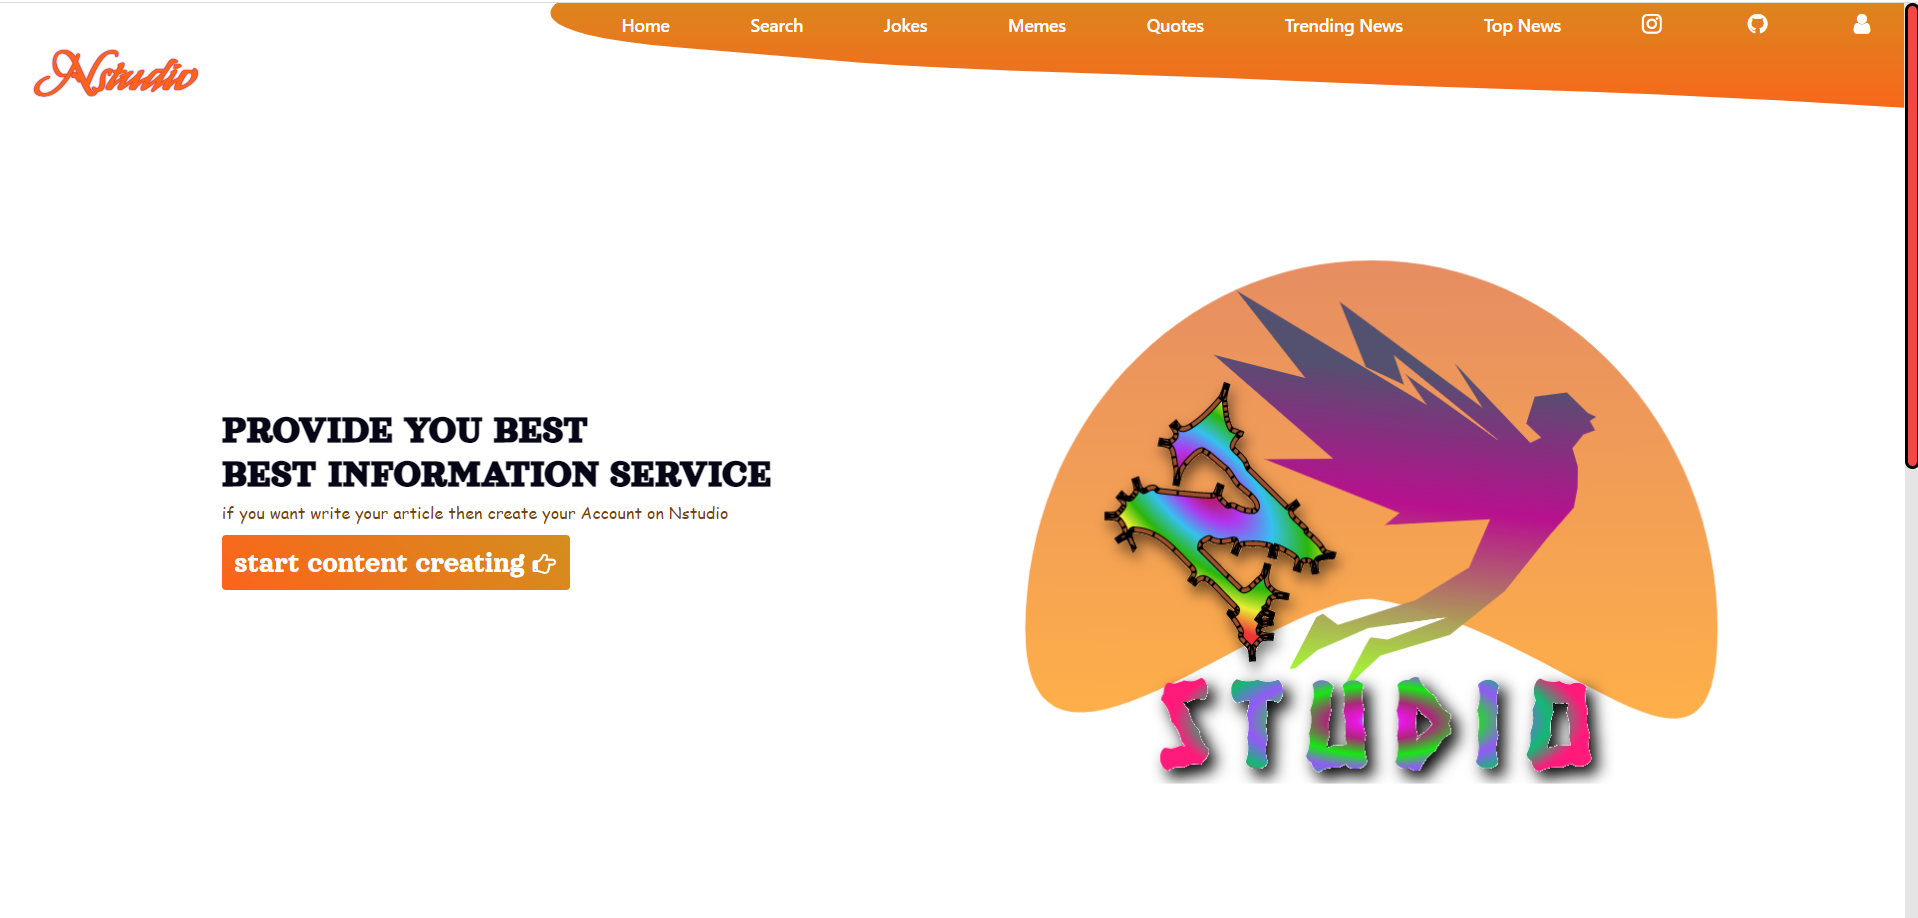 Home Search Jokes Memes Quotes Trending News Top News
Nstudio
PROVIDE YOU BEST
BEST INFORMATION SERVICE
if you want write your article then create your Account on Nstudio
start content creating
N
STUDIO